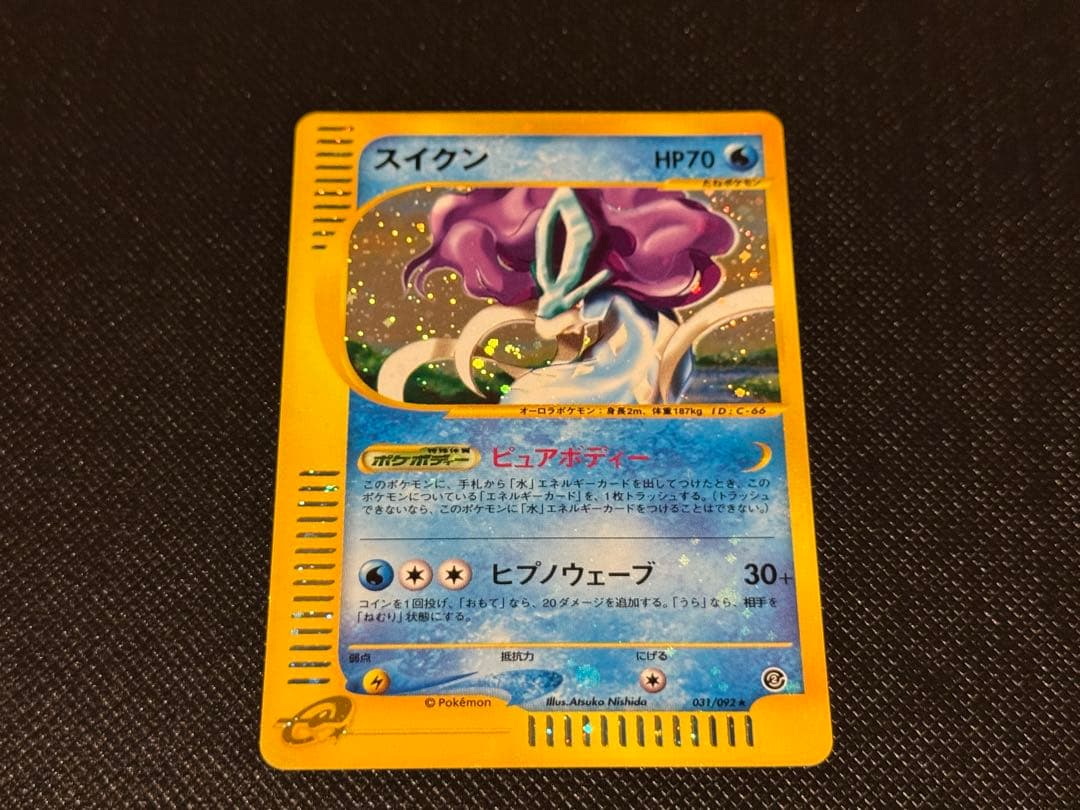 スイクン HP70
たねポケモン
オーロラポケモン：身長2m、体重187kg ID：C-66
特殊体質
ポケボディー ピュアボディー
このポケモンに、手札から「水」エネルギーカードを出してつけたとき、この
ポケモンについている「エネルギーカード」を、1枚トラッシュする。（トラッシュ
できないなら、このポケモンに「水」エネルギーカードをつけることはできない。）
ヒプノウェーブ 30+
コインを1回投げ、「おもて」なら、20ダメージを追加する。「うら」なら、相手を
「ねむり」状態にする。
弱点 抵抗力 にげる
© Pokémon Illus.Atsuko Nishida 031/092★
e